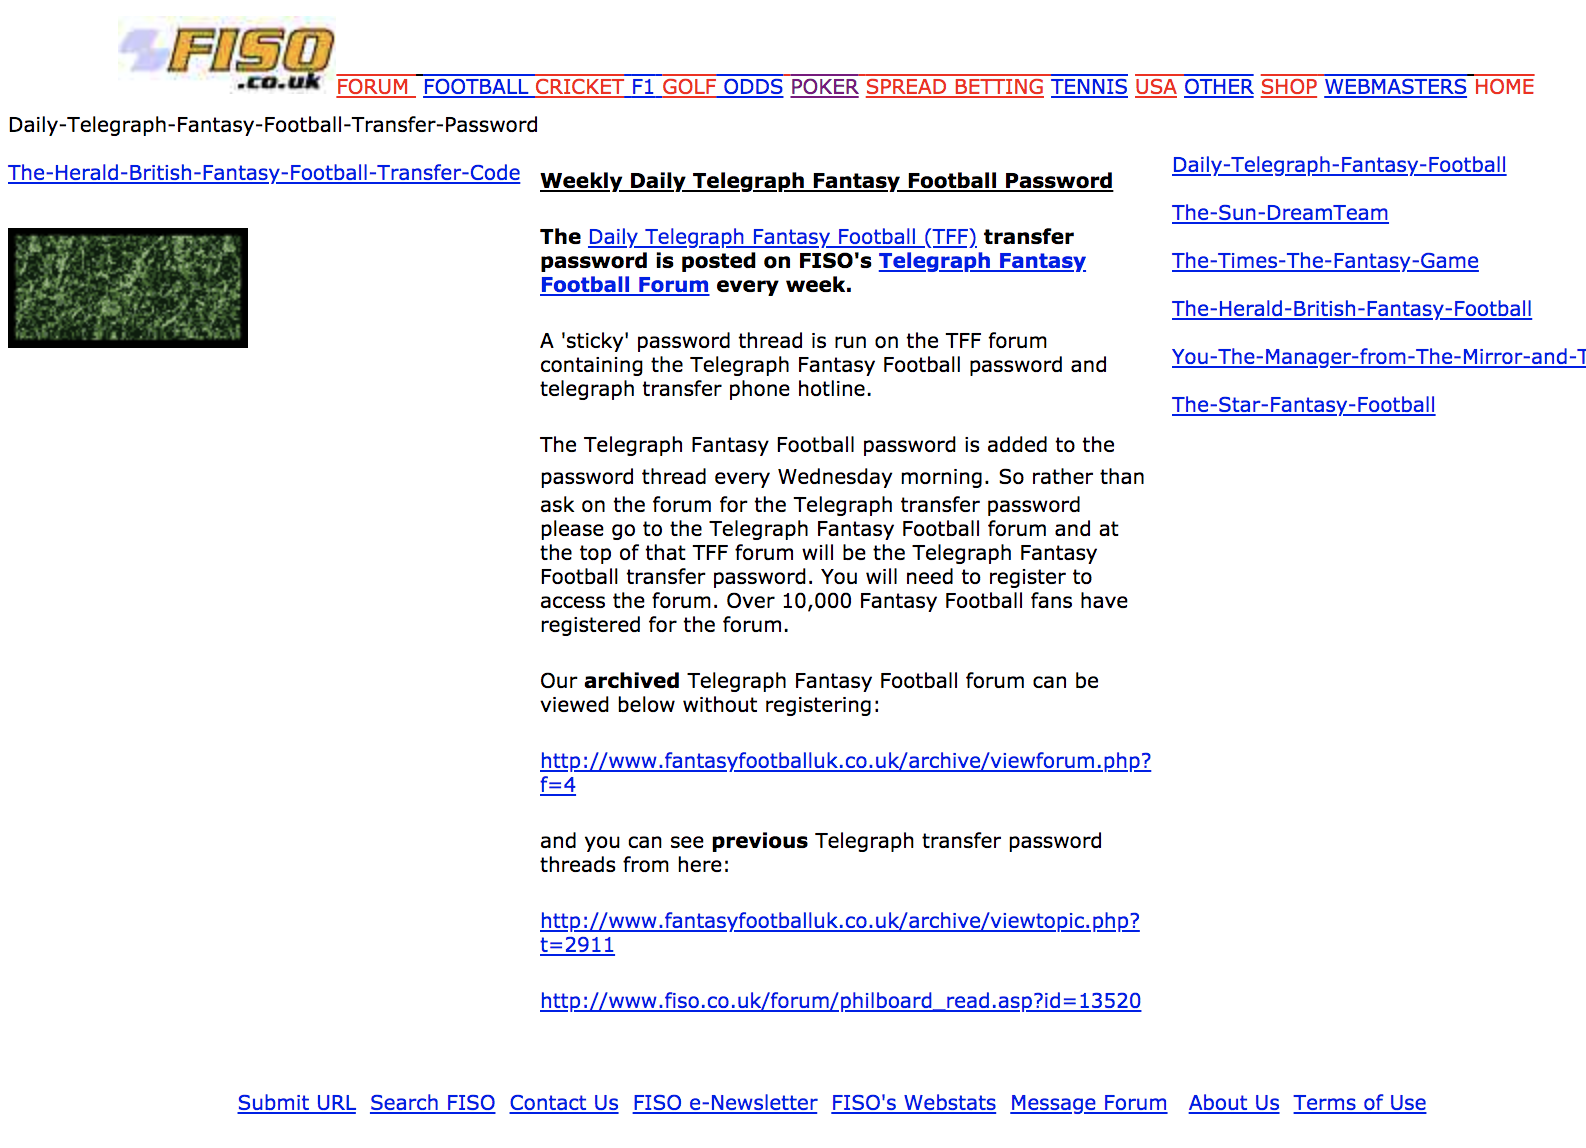 FISO
.co.uk
FORUM FOOTBALL CRICKET F1 GOLF ODDS POKER SPREAD BETTING TENNIS USA OTHER SHOP WEBMASTERS HOME
Daily-Telegraph-Fantasy-Football-Transfer-Password
The-Herald-British-Fantasy-Football-Transfer-Code
Weekly Daily Telegraph Fantasy Football Password
The Daily Telegraph Fantasy Football (TFF) transfer
password is posted on FISO's Telegraph Fantasy
Football Forum every week.
A 'sticky' password thread is run on the TFF forum
containing the Telegraph Fantasy Football password and
telegraph transfer phone hotline.
The Telegraph Fantasy Football password is added to the
password thread every Wednesday morning. So rather than
ask on the forum for the Telegraph transfer password
please go to the Telegraph Fantasy Football forum and at
the top of that TFF forum will be the Telegraph Fantasy
Football transfer password. You will need to register to
access the forum. Over 10,000 Fantasy Football fans have
registered for the forum.
Our archived Telegraph Fantasy Football forum can be
viewed below without registering:
http://www.fantasyfootballuk.co.uk/archive/viewforum.php?
f=4
and you can see previous Telegraph transfer password
threads from here:
http://www.fantasyfootballuk.co.uk/archive/viewtopic.php?
t=2911
http://www.fiso.co.uk/forum/philboard_read.asp?id=13520
Daily-Telegraph-Fantasy-Football
The-Sun-DreamTeam
The-Times-The-Fantasy-Game
The-Herald-British-Fantasy-Football
You-The-Manager-from-The-Mirror-and-T
The-Star-Fantasy-Football
Submit URL Search FISO Contact Us FISO e-Newsletter FISO's Webstats Message Forum About Us Terms of Use